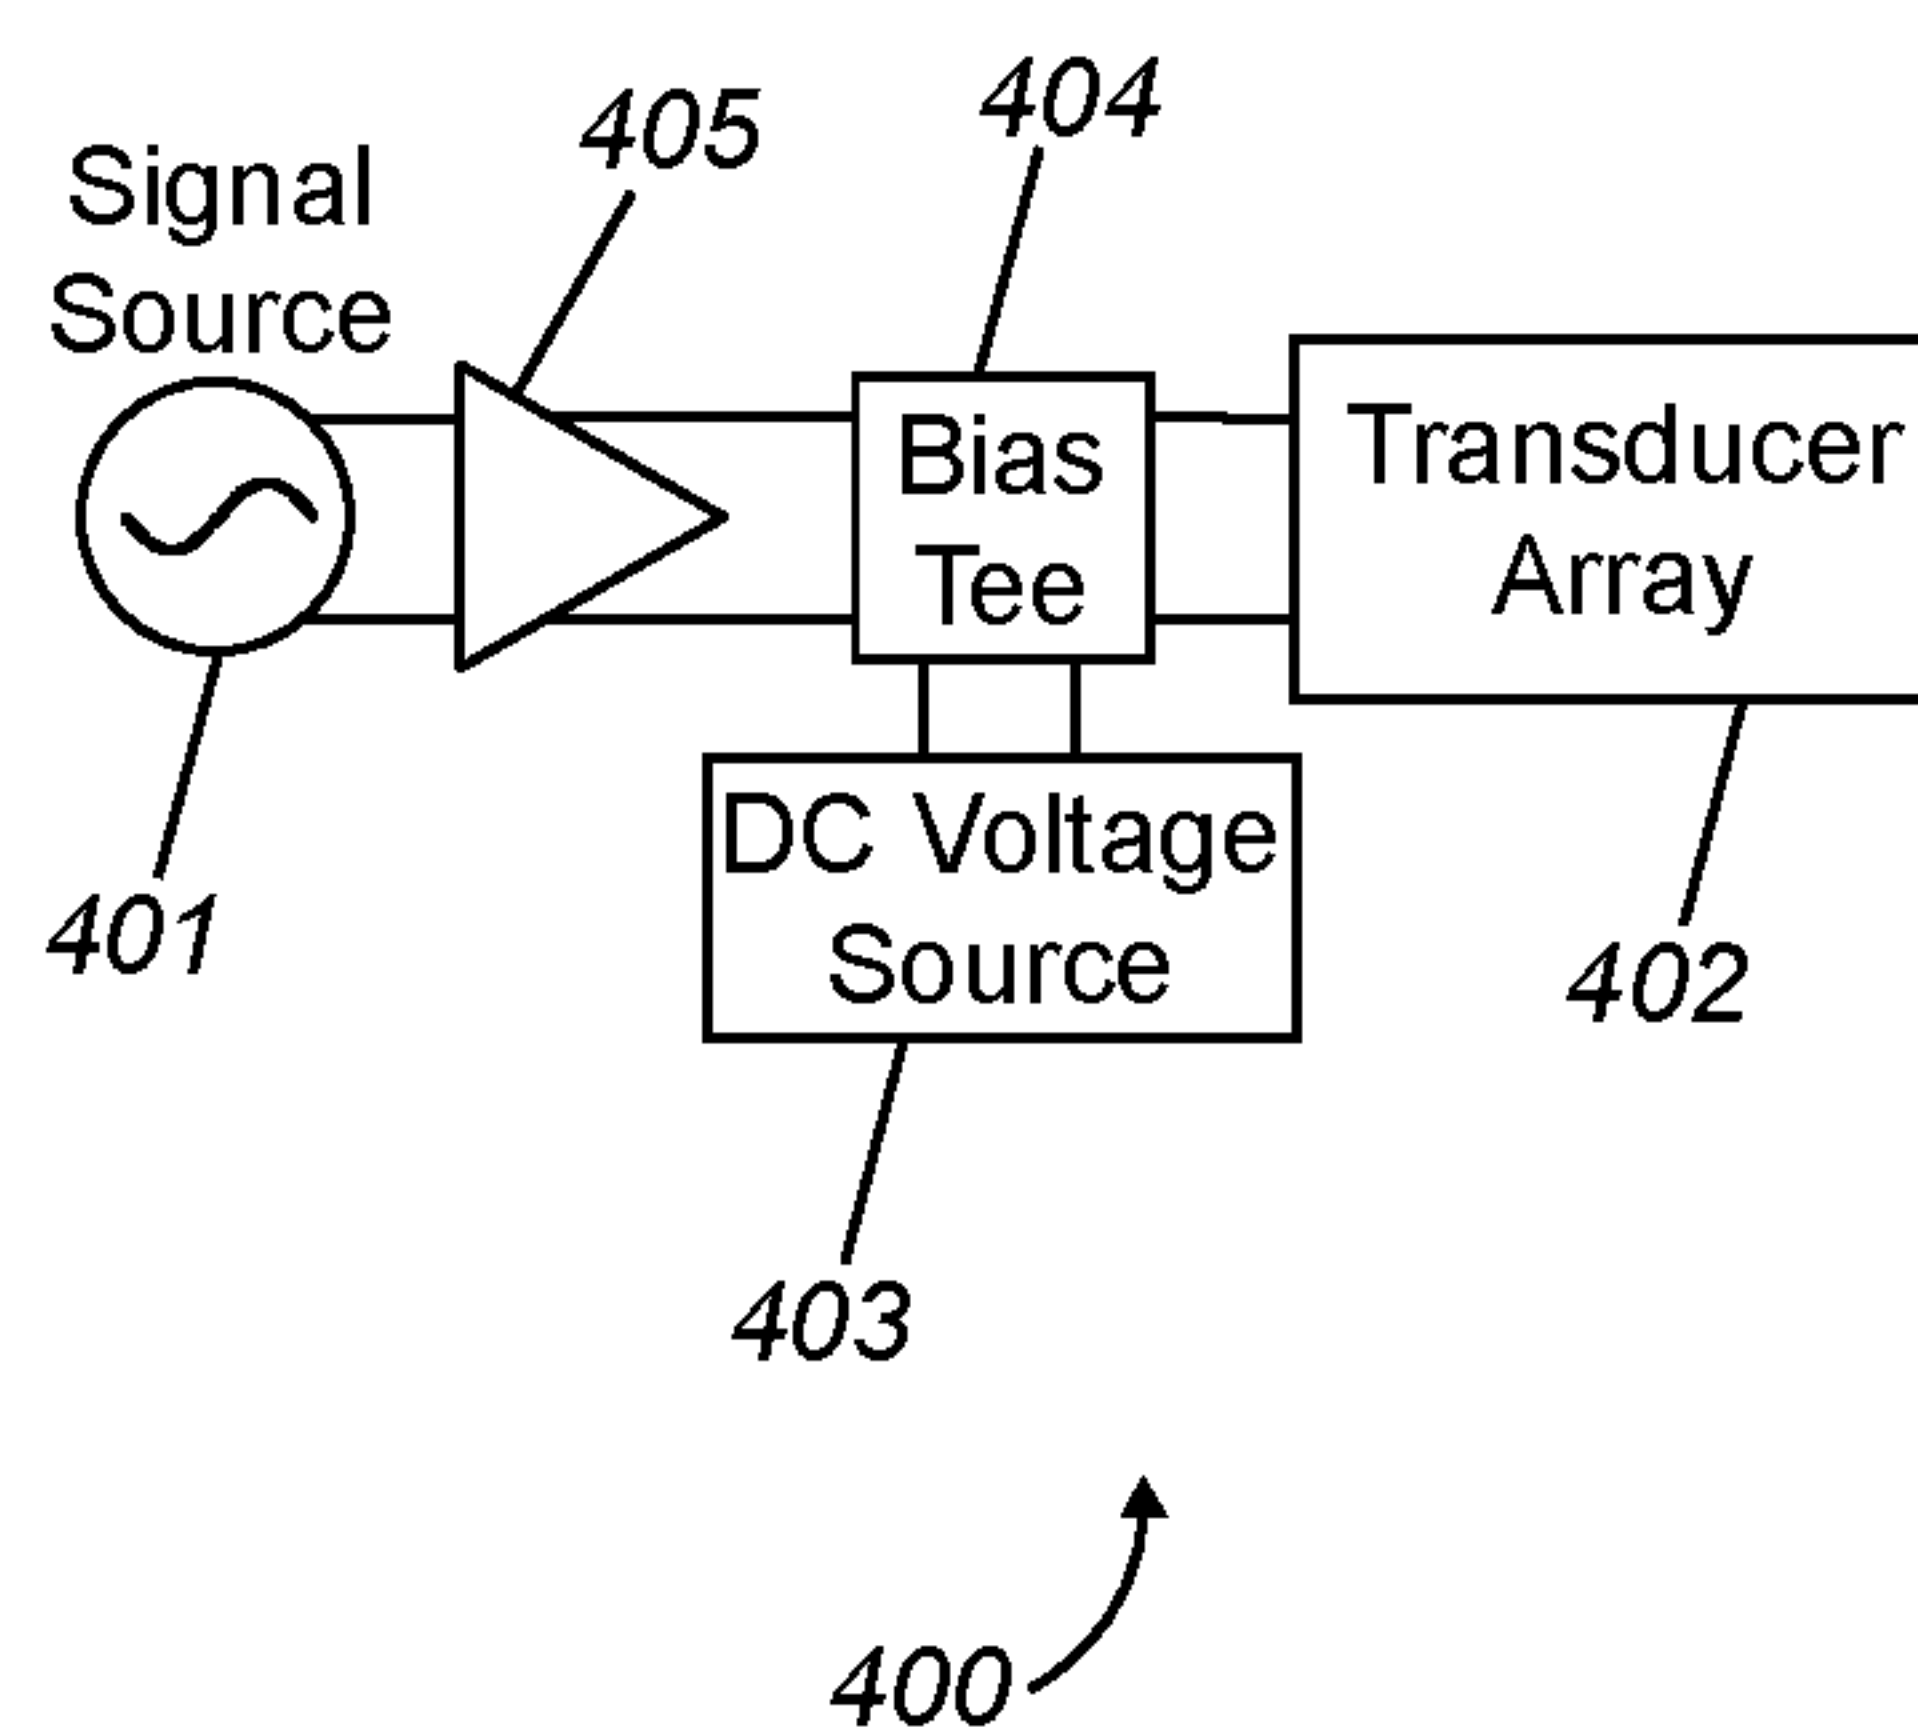 404
405
Signal
Source
Bias
Tee
Transducer
Array
DC Voltage
Source
401
402
403
400